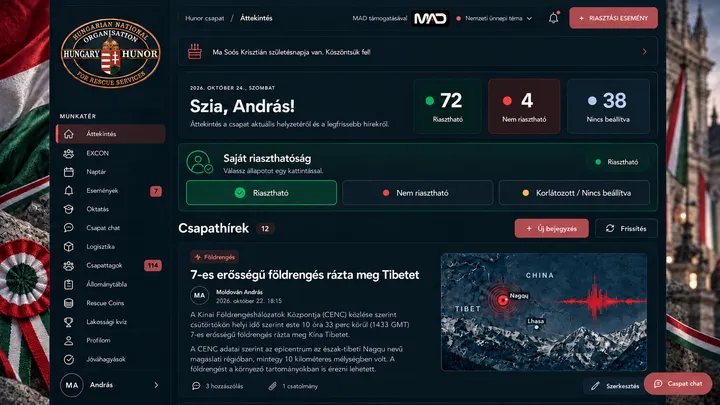 HUNGARIAN NATIONAL
ORGANISATION
HUNGARY HUNOR
FOR RESCUE SERVICES
Hunor csapat / Áttekintés
MAD támogatásával MAD
Nemzeti ünnepi téma
+ RIASZTÁSI ESEMÉNY
Ma Soós Krisztián születésnapja van. Köszöntsük fel!
MUNKATÉR
Áttekintés
EXCON
Naptár
Események 7
Oktatás
Csapat chat
Logisztika
Csapattagok 114
Állománytábla
Rescue Coins
Lakossági kvíz
Profilom
Jóváhagyások
MA András
2026. OKTÓBER 24., SZOMBAT
Szia, András!
Áttekintés a csapat aktuális helyzetéről és a legfrissebb hírekről.
72
Riasztható
4
Nem riasztható
38
Nincs beállítva
Saját riaszthatóság
Válassz állapotot egy kattintással.
Riasztható
Riasztható
Nem riasztható
Korlátozott / Nincs beállítva
Csapathírek 12
+ Új bejegyzés
Frissítés
Földrengés
7-es erősségű földrengés rázta meg Tibetet
MA
Moldován András
2026. október 22. 18:15
A Kínai Földrengéshálózatok Központja (CENC) közlése szerint
csütörtökön helyi idő szerint este 10 óra 33 perc körül (1433 GMT)
7-es erősségű földrengés rázta meg Kína Tibetet.
A CENC adatai szerint az epicentrum az észak-tibeti Nagqu nevű
magaslati régióban, mintegy 10 kilométeres mélységben volt. A
földrengést a környező tartományokban is érezni lehetett.
CHINA
TIBET
Nagqu
Lhasa
3 hozzászólás
1 csatolmány
Szerkesztés
Caspat chat